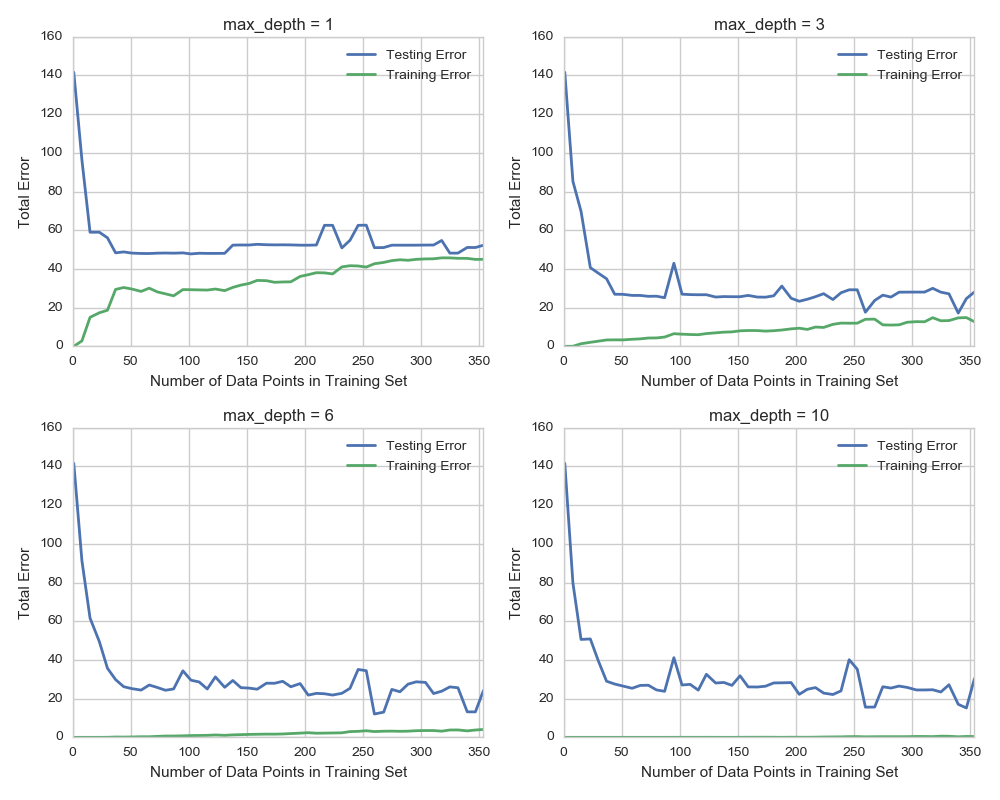 max_depth = 1
Total Error
160
140
120
100
80
60
40
20
0
Testing Error
Training Error
0 50 100 150 200 250 300 350
Number of Data Points in Training Set
max_depth = 3
Total Error
160
140
120
100
80
60
40
20
0
Testing Error
Training Error
0 50 100 150 200 250 300 350
Number of Data Points in Training Set
max_depth = 6
Total Error
160
140
120
100
80
60
40
20
0
Testing Error
Training Error
0 50 100 150 200 250 300 350
Number of Data Points in Training Set
max_depth = 10
Total Error
160
140
120
100
80
60
40
20
0
Testing Error
Training Error
0 50 100 150 200 250 300 350
Number of Data Points in Training Set